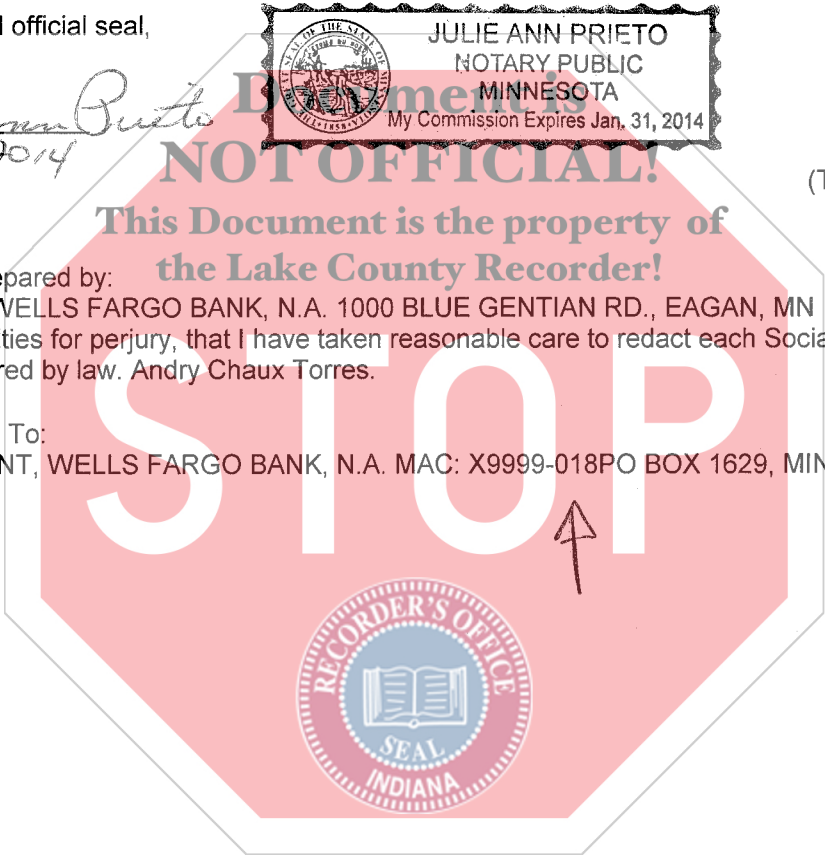 l official seal,
JULIE ANN PRIETO
NOTARY PUBLIC
MINNESOTA
My Commission Expires Jan. 31, 2014
Prieto
2014
Document is
NOT OFFICIAL!
(T
This Document is the property of
the Lake County Recorder!
epared by:
WELLS FARGO BANK, N.A. 1000 BLUE GENTIAN RD., EAGAN, MN
ties for perjury, that I have taken reasonable care to redact each Socia
red by law. Andry Chaux Torres.
To:
NT, WELLS FARGO BANK, N.A. MAC: X9999-018PO BOX 1629, MIN
STOP
RECORDER'S OFFICE
SEAL
INDIANA